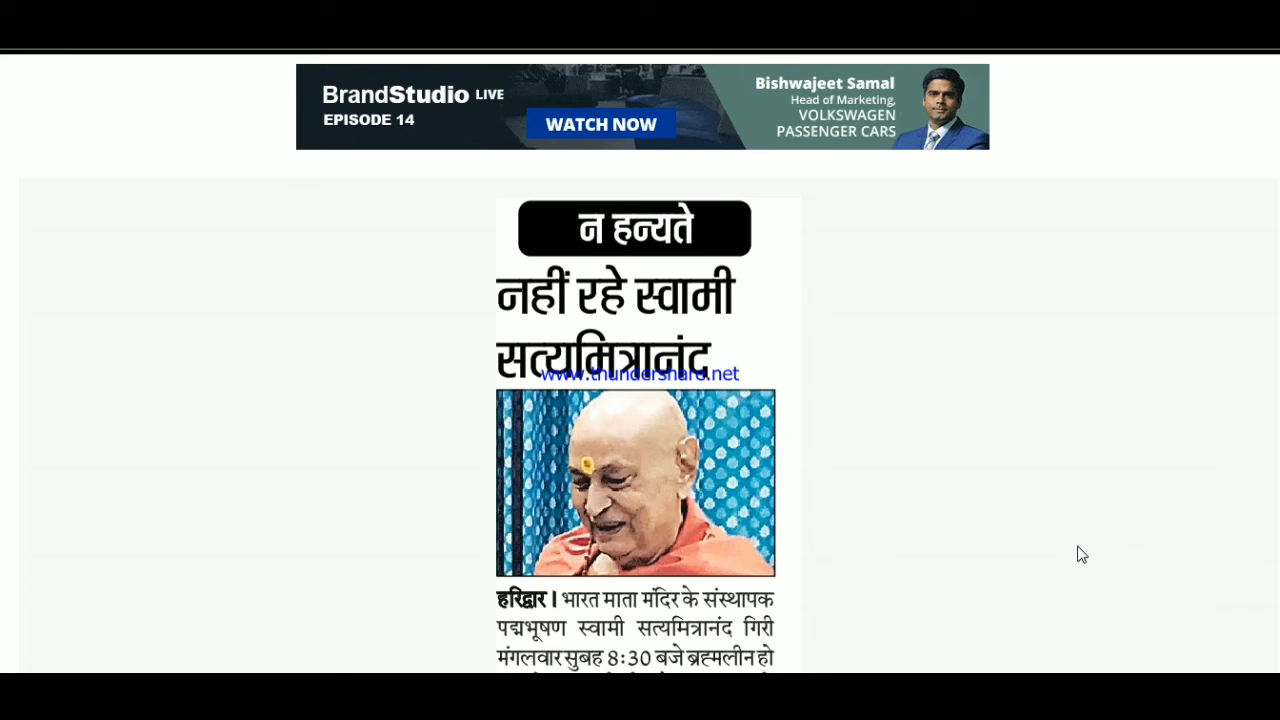 BrandStudio LIVE
EPISODE 14
WATCH NOW
Bishwajeet Samal
Head of Marketing,
VOLKSWAGEN
PASSENGER CARS
न हन्यते
नहीं रहे स्वामी
सत्यमित्रानंद
www.thundershare.net
हरिद्वार। भारत माता मंदिर के संस्थापक
पद्मभूषण स्वामी सत्यमित्रानंद गिरी
मंगलवार सुबह 8:30 बजे ब्रह्मलीन हो